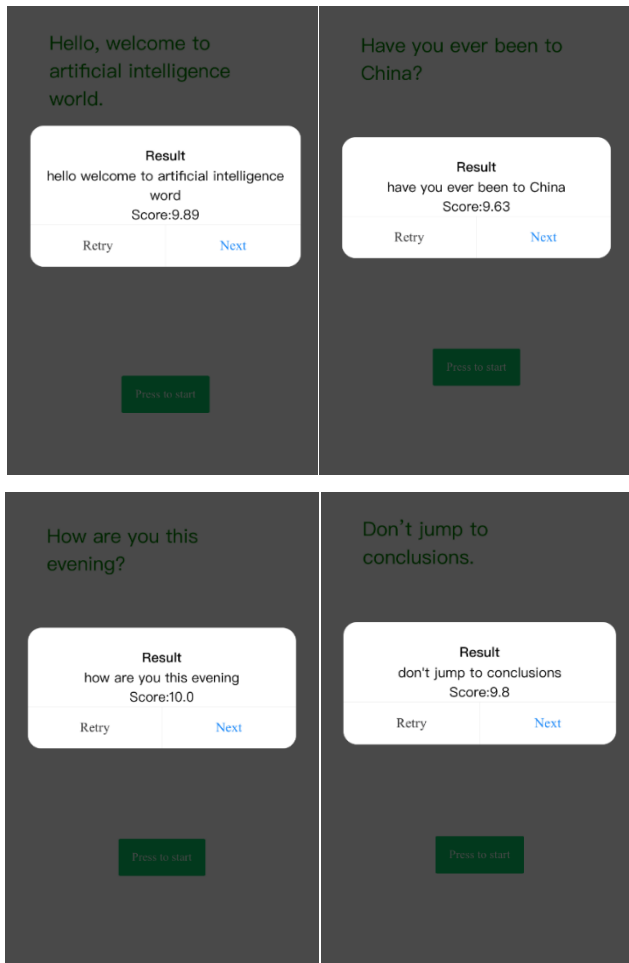 Hello, welcome to
artificial intelligence
world.
Result
hello welcome to artificial intelligence
word
Score:9.89
Retry
Next
Press to start
Have you ever been to
China?
Result
have you ever been to China
Score:9.63
Retry
Next
Press to start
How are you this
evening?
Result
how are you this evening
Score:10.0
Retry
Next
Press to start
Don't jump to
conclusions.
Result
don't jump to conclusions
Score:9.8
Retry
Next
Press to start